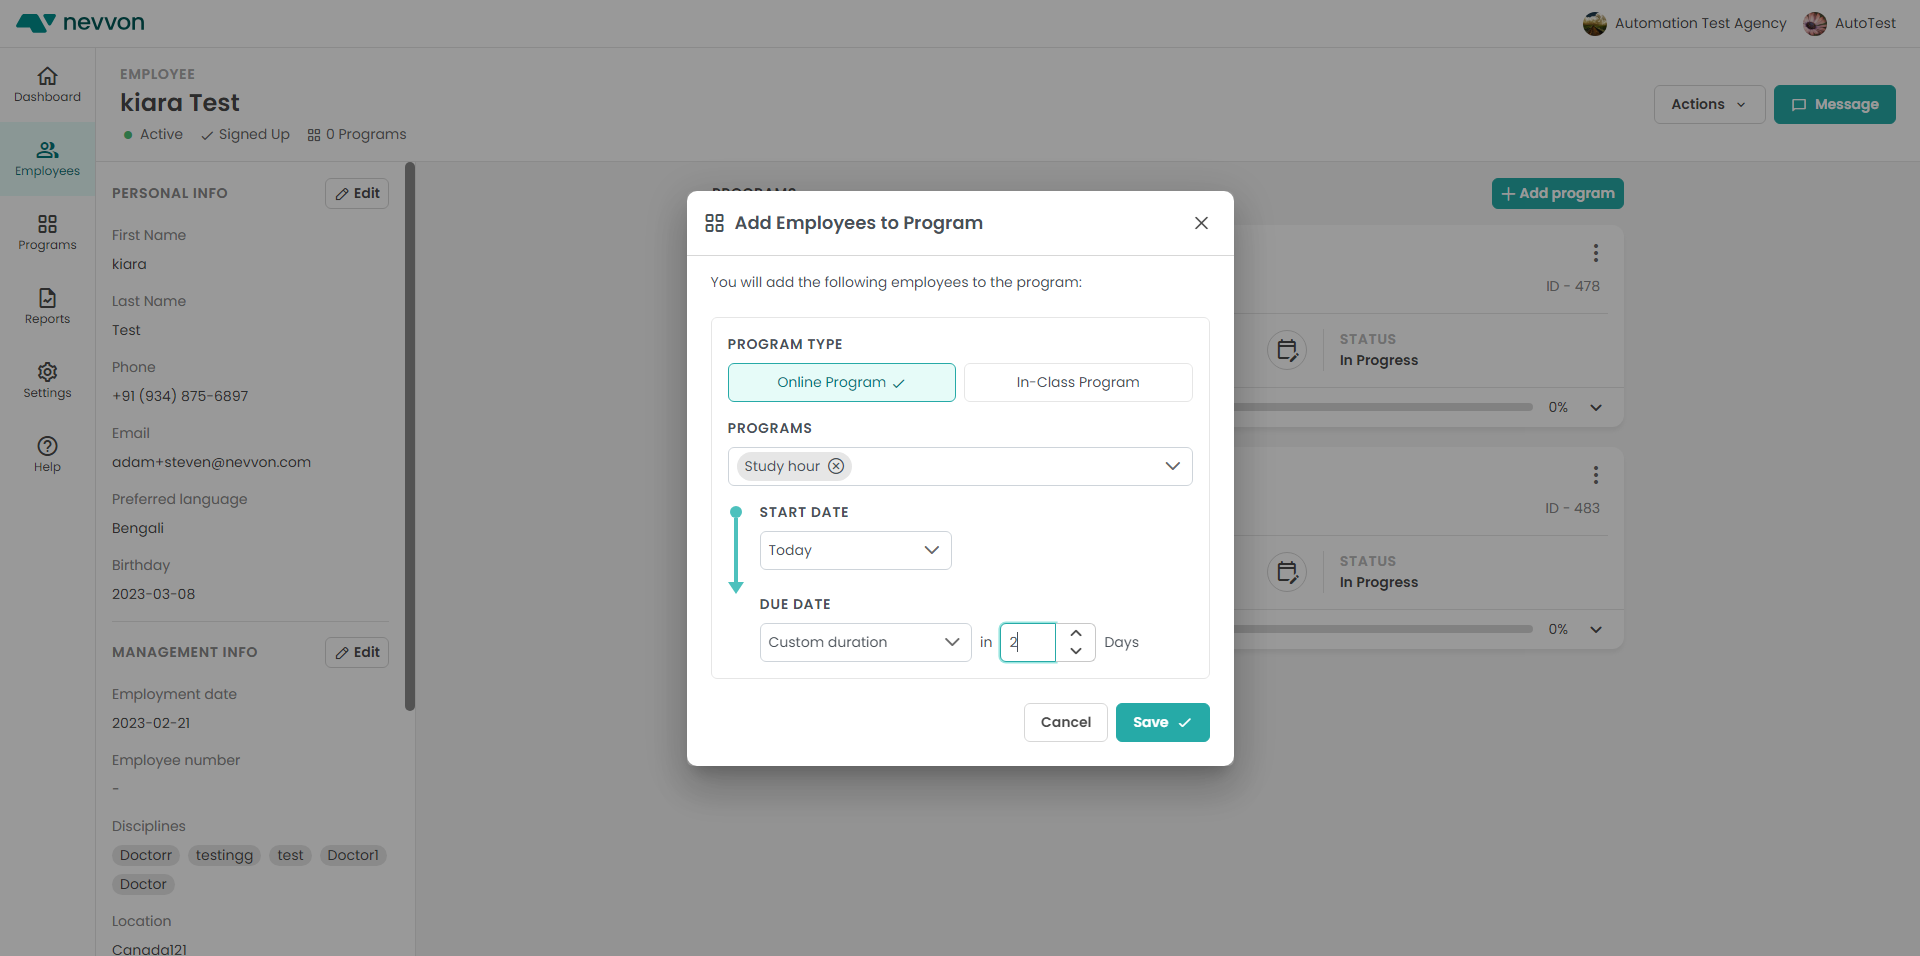 nevvon
Automation Test Agency
AutoTest
Dashboard
Employees
Programs
Reports
Settings
Help
EMPLOYEE
kiara Test
Active
Signed Up
0 Programs
Actions
Message
PERSONAL INFO
Edit
First Name
kiara
Last Name
Test
Phone
+91 (934) 875-6897
Email
adam+steven@nevvon.com
Preferred language
Bengali
Birthday
2023-03-08
MANAGEMENT INFO
Edit
Employment date
2023-02-21
Employee number
-
Disciplines
Doctorr testingg test Doctor1
Doctor
Location
Canada121
PROGRAMS
Add program
ID - 478
STATUS
In Progress
0%
ID - 483
STATUS
In Progress
0%
Add Employees to Program
You will add the following employees to the program:
PROGRAM TYPE
Online Program
In-Class Program
PROGRAMS
Study hour
START DATE
Today
DUE DATE
Custom duration in 2 Days
Cancel
Save